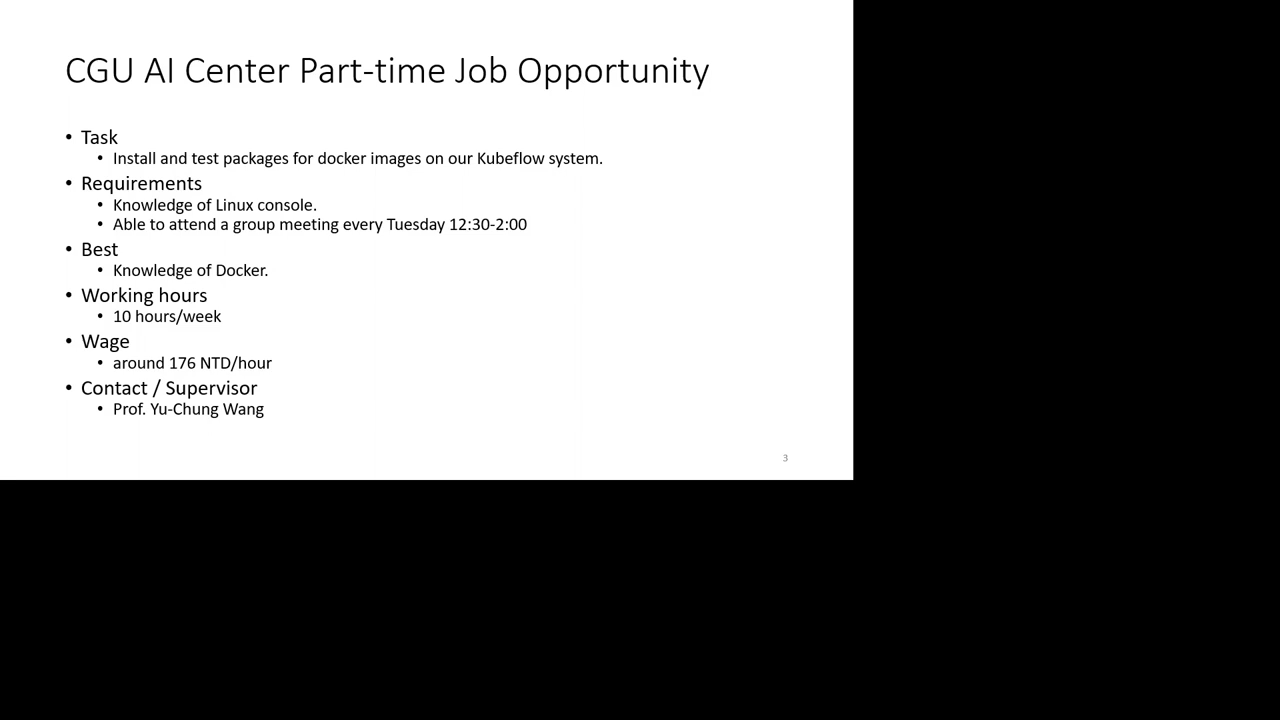 CGU AI Center Part-time Job Opportunity
• Task
• Install and test packages for docker images on our Kubeflow system.
• Requirements
• Knowledge of Linux console.
• Able to attend a group meeting every Tuesday 12:30-2:00
• Best
• Knowledge of Docker.
• Working hours
• 10 hours/week
• Wage
• around 176 NTD/hour
• Contact / Supervisor
• Prof. Yu-Chung Wang
3